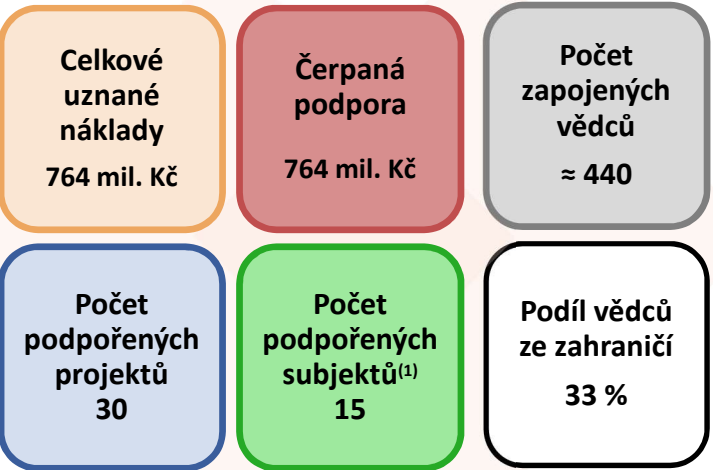 Celkové
uznané
náklady
764 mil. Kč
Čerpaná
podpora
764 mil. Kč
Počet
zapojených
vědců
≈ 440
Počet
podpořených
projektů
30
Počet
podpořených
subjektů(1)
15
Podíl vědců
ze zahraničí
33 %